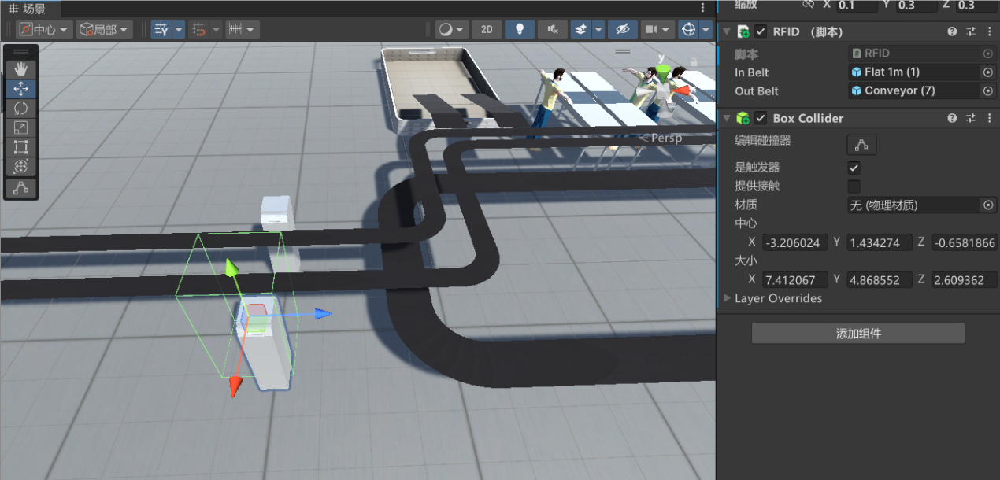 场景
中心
局部
2D
y
Persp
缩放 X 0.1 Y 0.3 Z 0.3
RFID （脚本）
脚本 RFID
In Belt Flat 1m (1)
Out Belt Conveyor (7)
Box Collider
编辑碰撞器
是触发器
提供接触
材质 无 (物理材质)
中心
X -3.206024 Y 1.434274 Z -0.6581866
大小
X 7.412067 Y 4.868552 Z 2.609362
Layer Overrides
添加组件